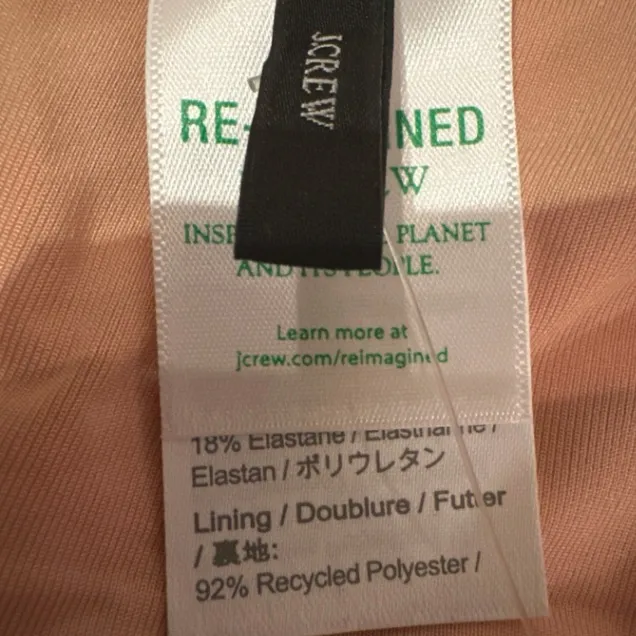 J.CREW
RE- NED
W
INSP PLANET
AND ITS PEOPLE.
Learn more at
jcrew.com/reimagined
18% Elastane / Elasthanne /
Elastan / ポリウレタン
Lining / Doublure / Futter
/ 裏地:
92% Recycled Polyester /